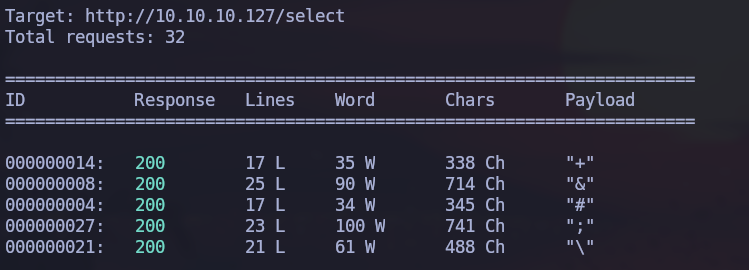 Target: http://10.10.10.127/select
Total requests: 32
=====================================================================
ID Response Lines Word Chars Payload
=====================================================================
000000014: 200 17 L 35 W 338 Ch "+"
000000008: 200 25 L 90 W 714 Ch "&"
000000004: 200 17 L 34 W 345 Ch "#"
000000027: 200 23 L 100 W 741 Ch ";"
000000021: 200 21 L 61 W 488 Ch "\"